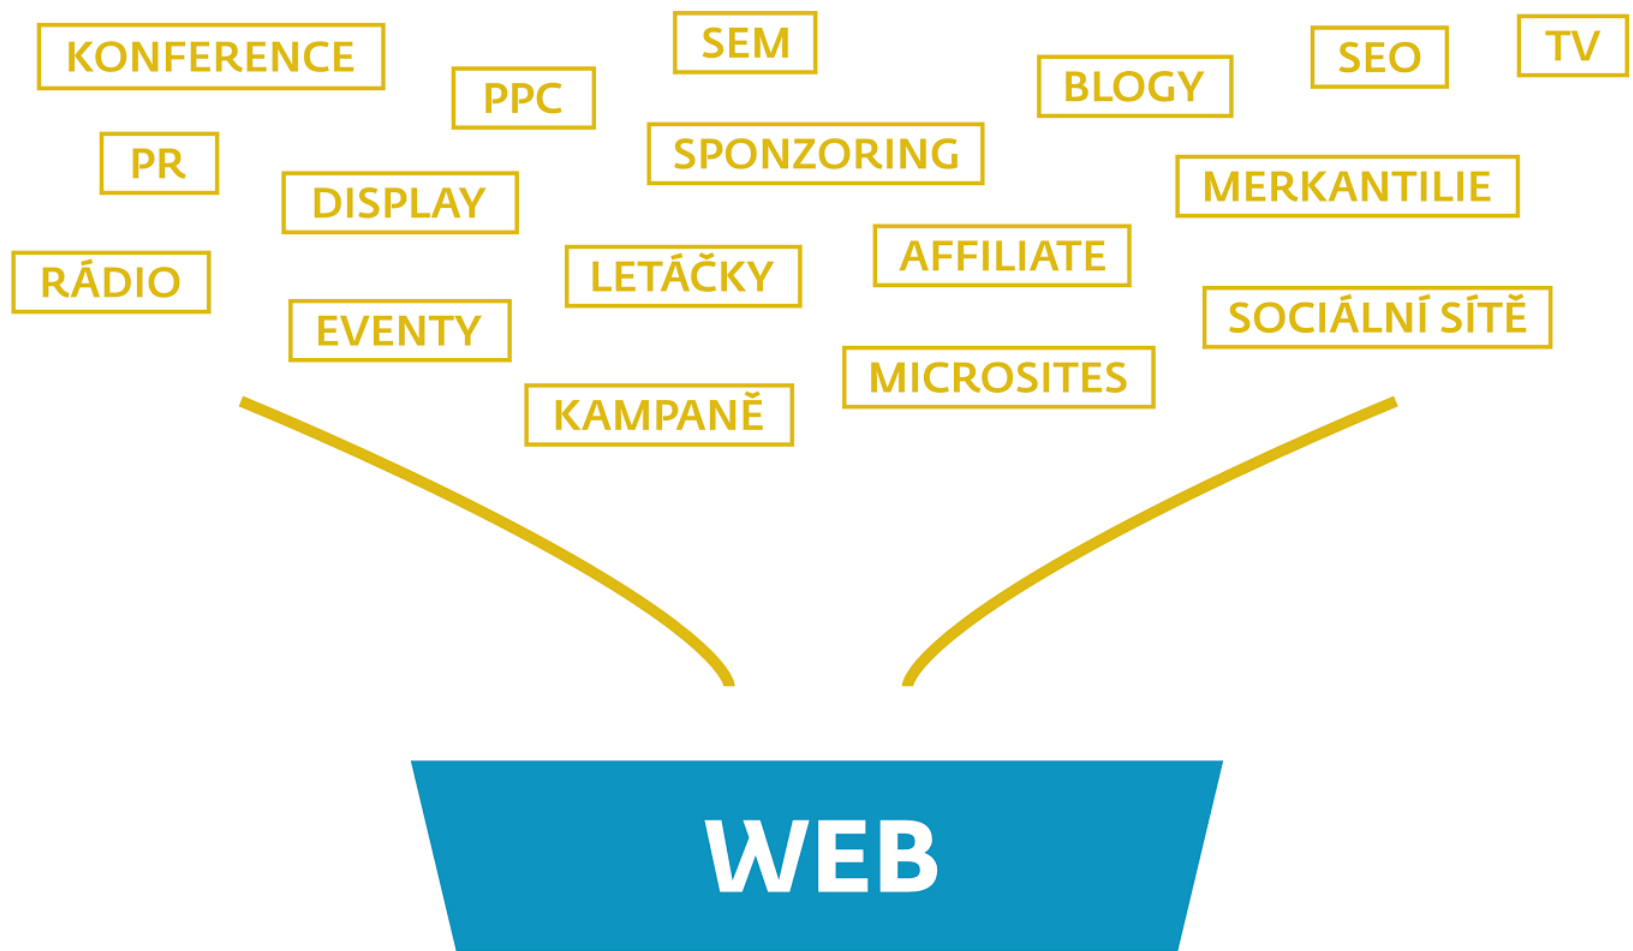 KONFERENCE
SEM
TV
SEO
BLOGY
PPC
SPONZORING
PR
MERKANTILIE
DISPLAY
AFFILIATE
LETÁČKY
RÁDIO
SOCIÁLNÍ SÍTĚ
EVENTY
MICROSITES
KAMPANĚ
WEB